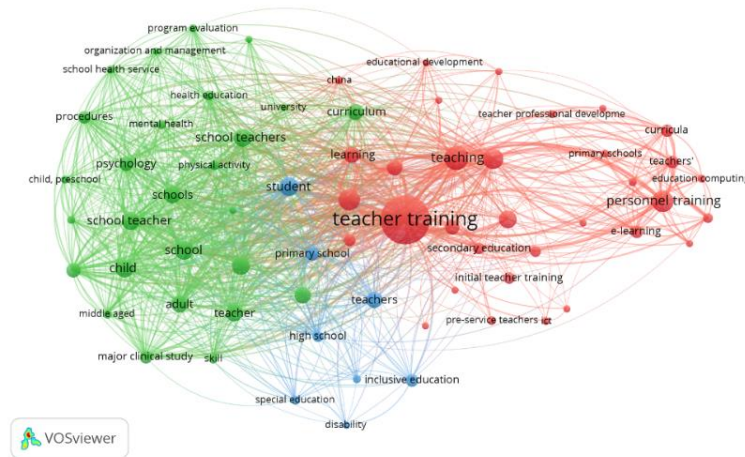 program evaluation
organization and management
school health service
health education
china
educational development
procedures
university
curriculum
teacher professional developme
mental health
school teachers
curricula
learning
teaching
primary schools
teachers'
psychology
physical activity
child, preschool
student
education computing
schools
personnel training
school teacher
teacher training
e-learning
school
primary school
secondary education
child
initial teacher training
adult
teachers
middle aged
teacher
pre-service teachers ict
high school
major clinical study
skill
inclusive education
special education
disability
VOSviewer